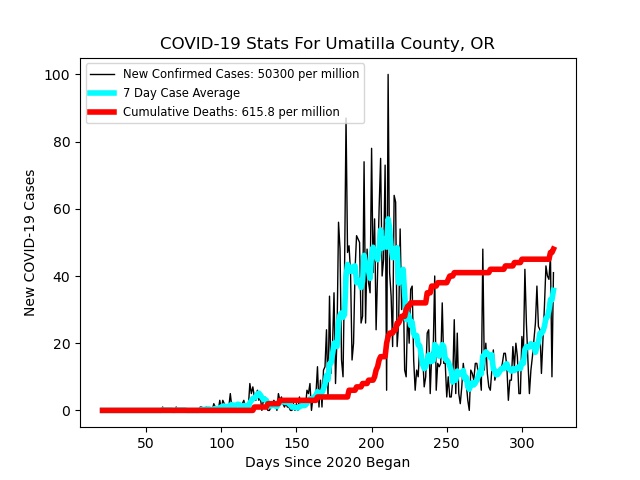 COVID-19 Stats For Umatilla County, OR
New Confirmed Cases: 50300 per million
7 Day Case Average
Cumulative Deaths: 615.8 per million
New COVID-19 Cases
100
80
60
40
20
0
50
100
150
200
250
300
Days Since 2020 Began